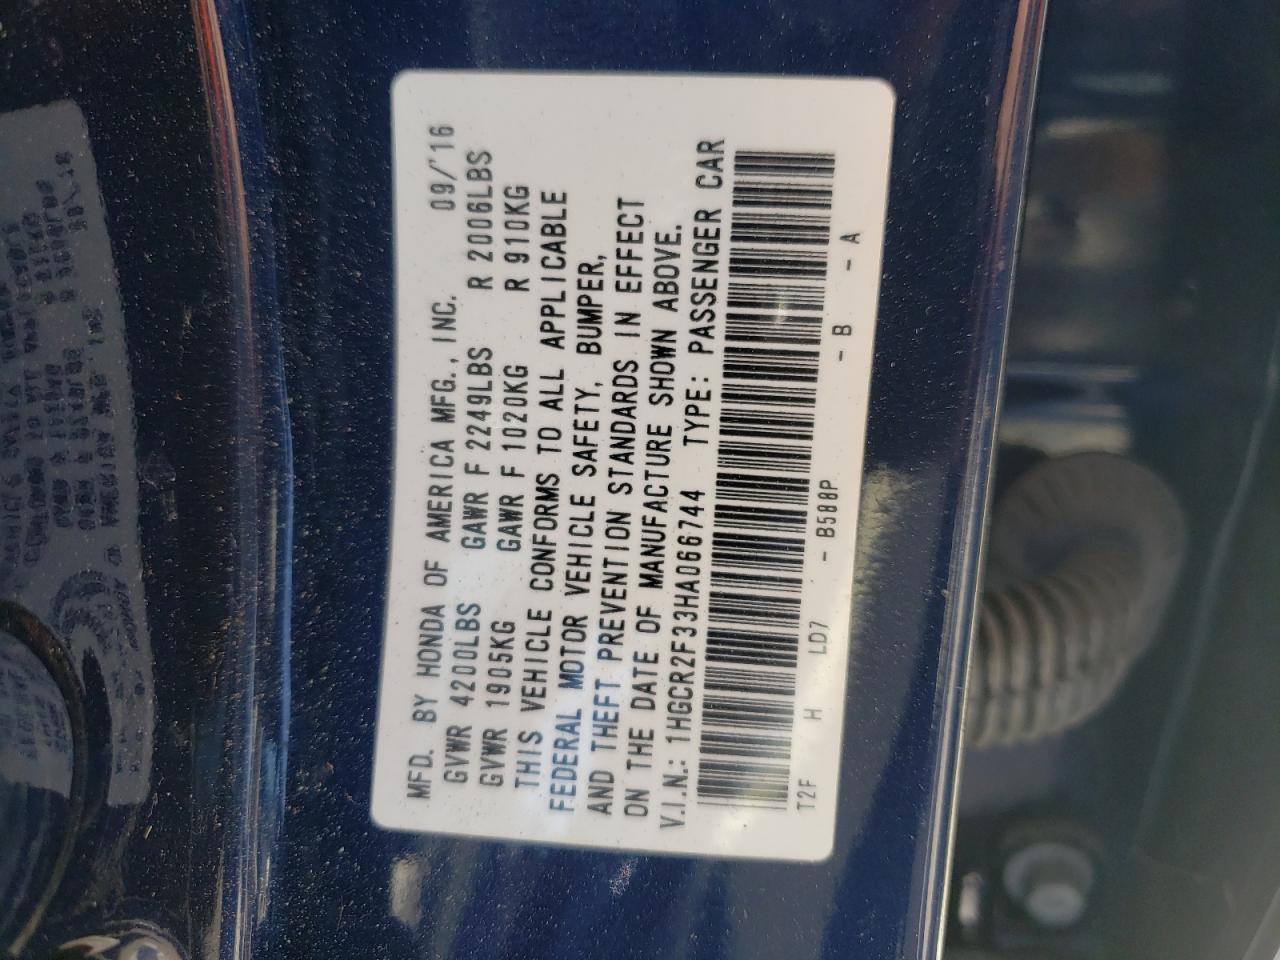 MFD. BY HONDA OF AMERICA MFG., INC. 09/'16
GVWR 4200LBS GAWR F 2249LBS R 2006LBS
GVWR 1905KG GAWR F 1020KG R 910KG
THIS VEHICLE CONFORMS TO ALL APPLICABLE
FEDERAL MOTOR VEHICLE SAFETY, BUMPER,
AND THEFT PREVENTION STANDARDS IN EFFECT
ON THE DATE OF MANUFACTURE SHOWN ABOVE.
V.I.N.: 1HGCR2F33HA066744 TYPE: PASSENGER CAR
T2F H LD7 - B588P - B - A